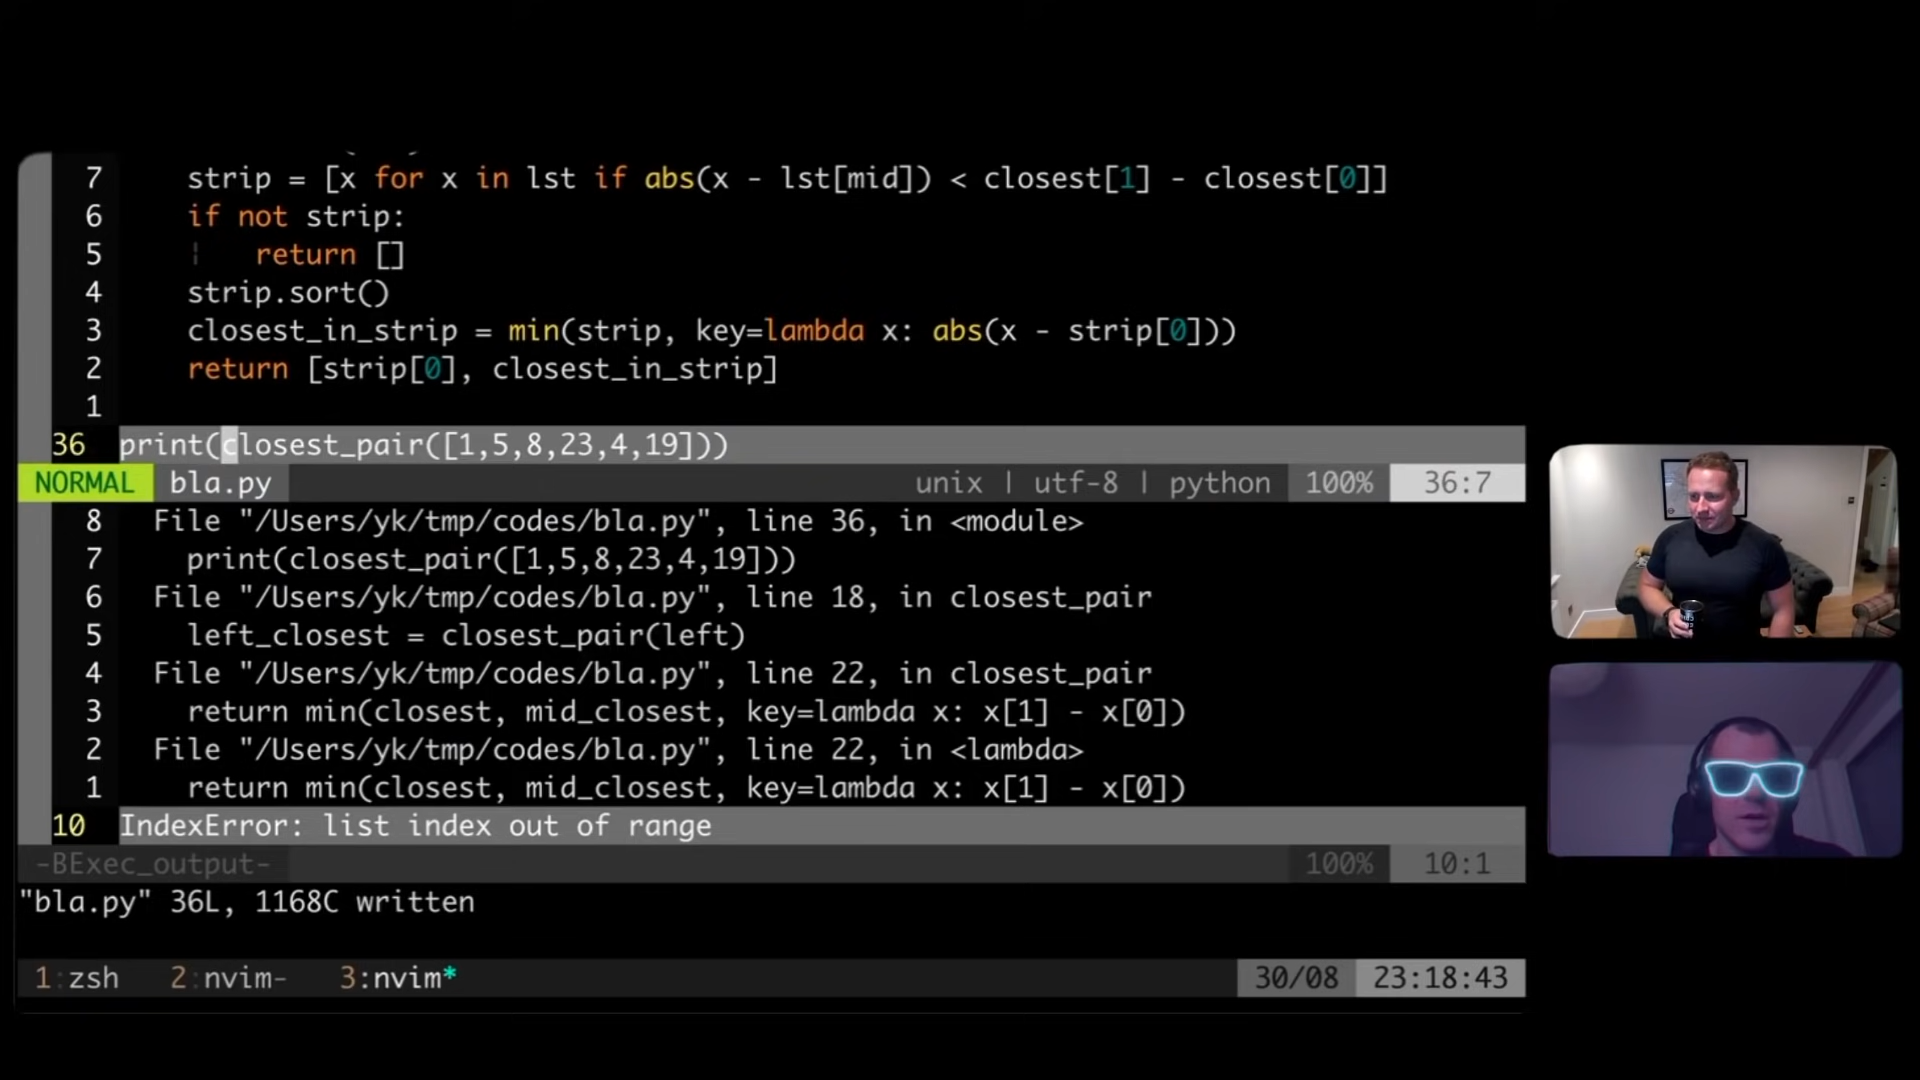 7 strip = [x for x in lst if abs(x - lst[mid]) < closest[1] - closest[0]]
6 if not strip:
5 return []
4 strip.sort()
3 closest_in_strip = min(strip, key=lambda x: abs(x - strip[0]))
2 return [strip[0], closest_in_strip]
1
36 print(closest_pair([1,5,8,23,4,19]))
NORMAL bla.py unix | utf-8 | python 100% 36:7
8 File "/Users/yk/tmp/codes/bla.py", line 36, in <module>
7 print(closest_pair([1,5,8,23,4,19]))
6 File "/Users/yk/tmp/codes/bla.py", line 18, in closest_pair
5 left_closest = closest_pair(left)
4 File "/Users/yk/tmp/codes/bla.py", line 22, in closest_pair
3 return min(closest, mid_closest, key=lambda x: x[1] - x[0])
2 File "/Users/yk/tmp/codes/bla.py", line 22, in <lambda>
1 return min(closest, mid_closest, key=lambda x: x[1] - x[0])
10 IndexError: list index out of range
-BExec_output- 100% 10:1
"bla.py" 36L, 1168C written
1:zsh 2:nvim- 3:nvim* 30/08 23:18:43